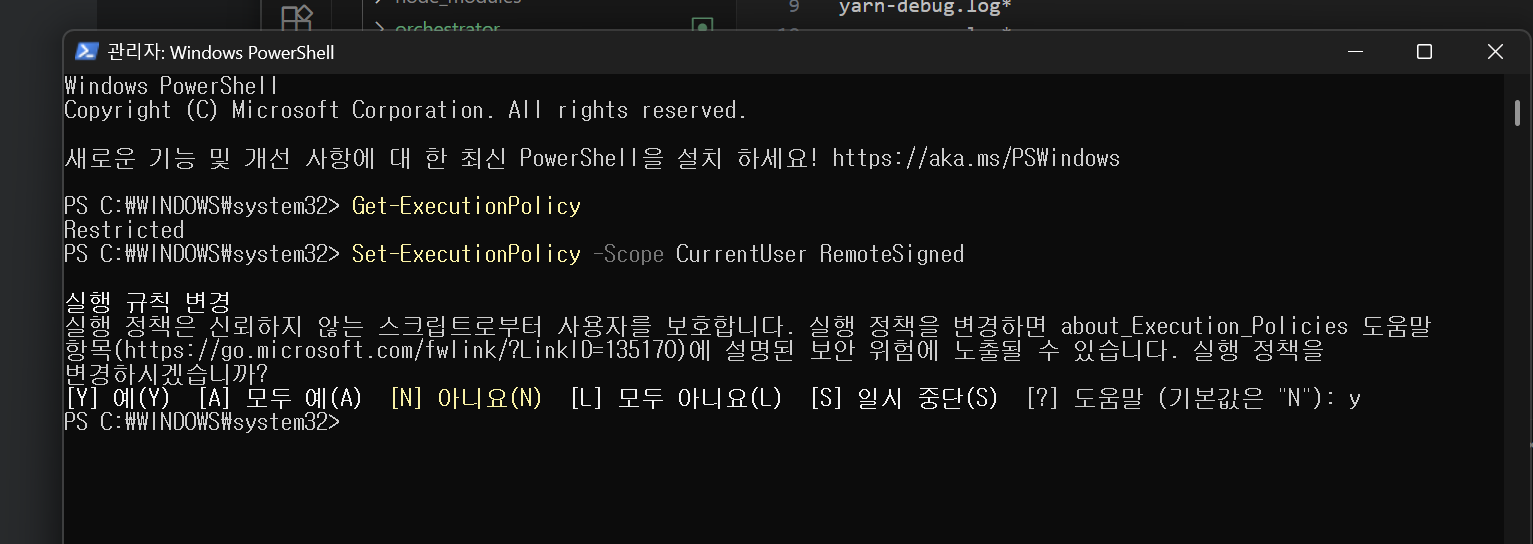 node_modules
9 yarn-debug.log*
orchestrator
관리자: Windows PowerShell
Windows PowerShell
Copyright (C) Microsoft Corporation. All rights reserved.
새로운 기능 및 개선 사항에 대 한 최신 PowerShell을 설치 하세요! https://aka.ms/PSWindows
PS C:\WINDOWS\system32> Get-ExecutionPolicy
Restricted
PS C:\WINDOWS\system32> Set-ExecutionPolicy -Scope CurrentUser RemoteSigned
실행 규칙 변경
실행 정책은 신뢰하지 않는 스크립트로부터 사용자를 보호합니다. 실행 정책을 변경하면 about_Execution_Policies 도움말
항목(https://go.microsoft.com/fwlink/?LinkID=135170)에 설명된 보안 위험에 노출될 수 있습니다. 실행 정책을
변경하시겠습니까?
[Y] 예(Y)  [A] 모두 예(A)  [N] 아니요(N)  [L] 모두 아니요(L)  [S] 일시 중단(S)  [?] 도움말 (기본값은 "N"): y
PS C:\WINDOWS\system32>